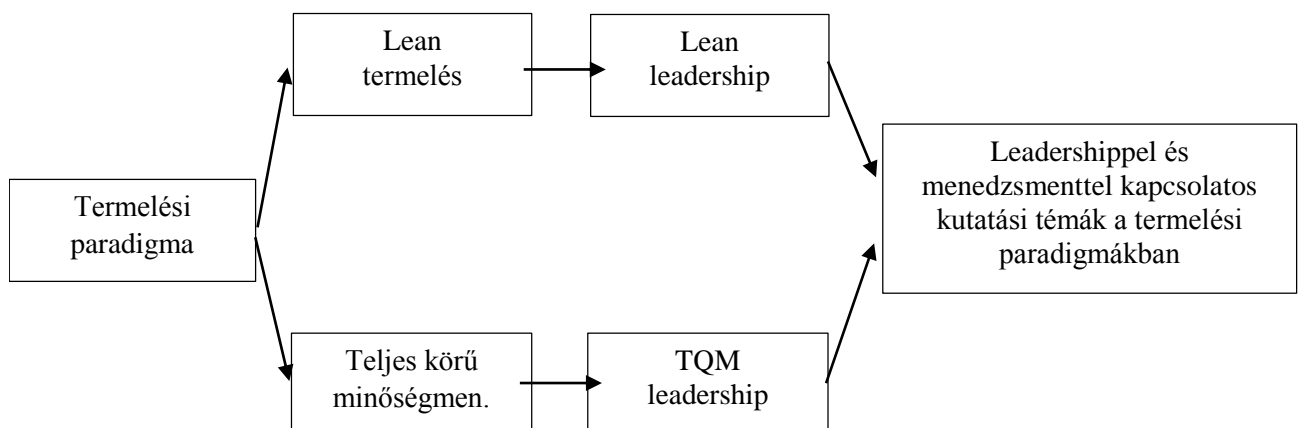 Termelési
paradigma
Lean
termelés
Lean
leadership
Teljes körű
minőségmen.
TQM
leadership
Leadershippel és
menedzsmenttel kapcsolatos
kutatási témák a termelési
paradigmákban